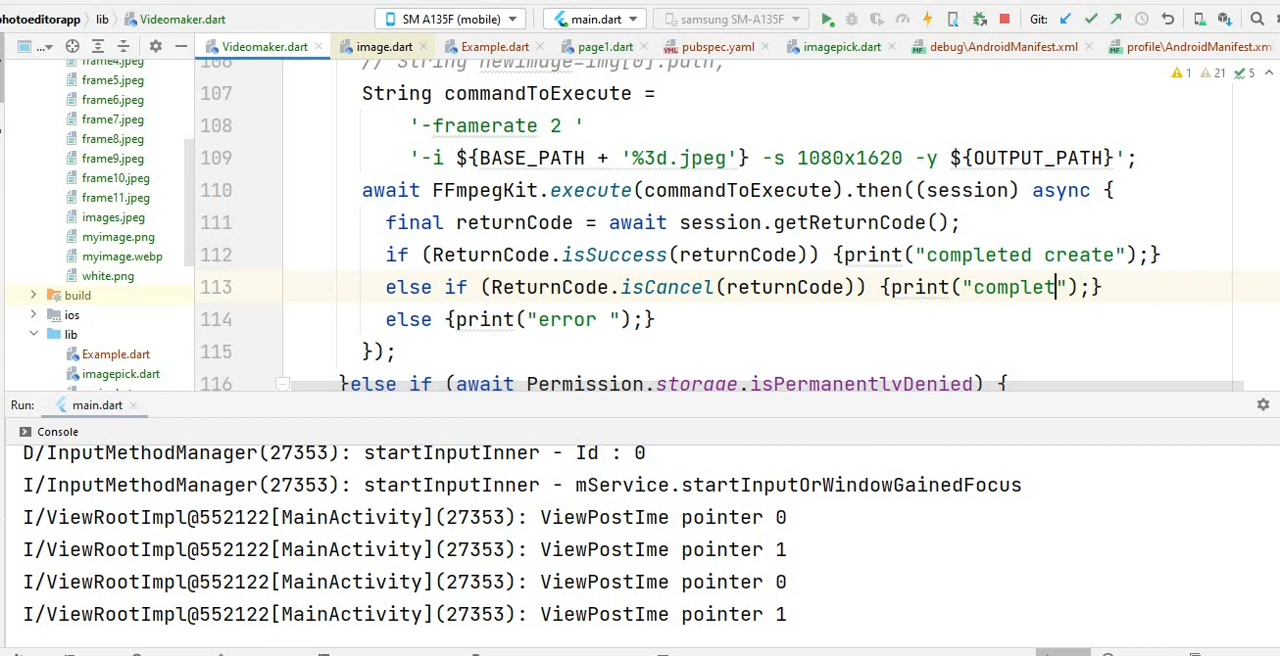 photoeditorapp lib Videomaker.dart SM A135F (mobile) main.dart samsung SM-A135F Git:
... Videomaker.dart image.dart Example.dart page1.dart pubspec.yaml imagepick.dart debug\AndroidManifest.xml profile\AndroidManifest.xml
frame4.jpeg
frame5.jpeg
frame6.jpeg
frame7.jpeg
frame8.jpeg
frame9.jpeg
frame10.jpeg
frame11.jpeg
images.jpeg
myimage.png
myimage.webp
white.png
build
ios
lib
Example.dart
imagepick.dart
1 21 5
106 // String newimage=img[0].path;
107 String commandToExecute =
108 '-framerate 2 '
109 '-i ${BASE_PATH + '%3d.jpeg'} -s 1080x1620 -y ${OUTPUT_PATH}';
110 await FFmpegKit.execute(commandToExecute).then((session) async {
111 final returnCode = await session.getReturnCode();
112 if (ReturnCode.isSuccess(returnCode)) {print("completed create");}
113 else if (ReturnCode.isCancel(returnCode)) {print("complet");}
114 else {print("error ");}
115 });
116 }else if (await Permission.storage.isPermanentlyDenied) {
Run: main.dart
Console
D/InputMethodManager(27353): startInputInner - Id : 0
I/InputMethodManager(27353): startInputInner - mService.startInputOrWindowGainedFocus
I/ViewRootImpl@552122[MainActivity](27353): ViewPostIme pointer 0
I/ViewRootImpl@552122[MainActivity](27353): ViewPostIme pointer 1
I/ViewRootImpl@552122[MainActivity](27353): ViewPostIme pointer 0
I/ViewRootImpl@552122[MainActivity](27353): ViewPostIme pointer 1